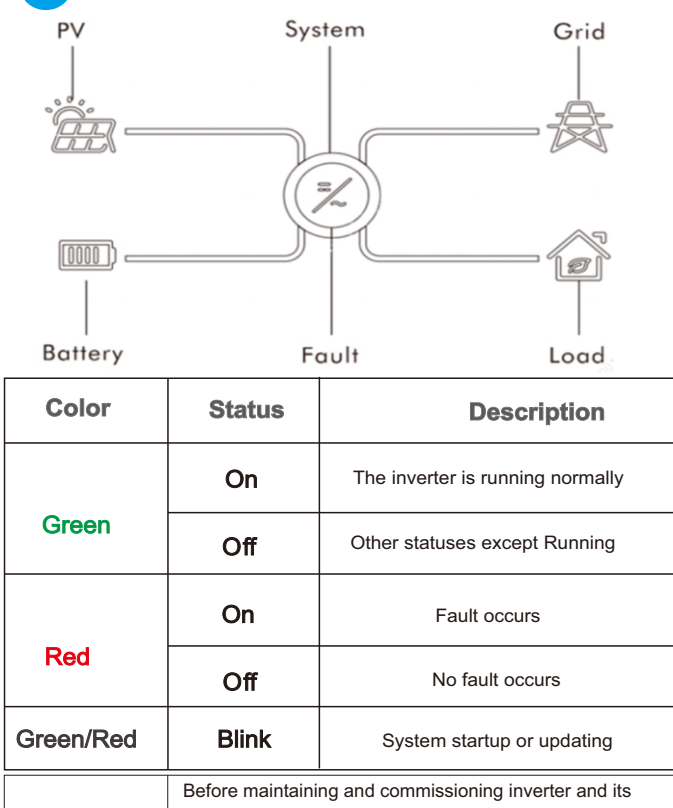 PV System Grid
Battery Fault Load
Color Status Description
Green On The inverter is running normally
Off Other statuses except Running
Red On Fault occurs
Off No fault occurs
Green/Red Blink System startup or updating
Before maintaining and commissioning inverter and its